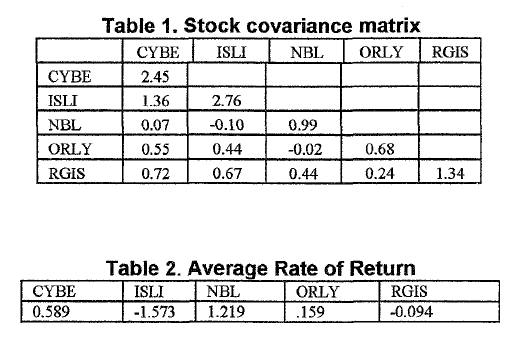 Table 1. Stock covariance matrix
CYBE ISLI NBL ORLY RGIS
CYBE 2.45
ISLI 1.36 2.76
NBL 0.07 -0.10 0.99
ORLY 0.55 0.44 -0.02 0.68
RGIS 0.72 0.67 0.44 0.24 1.34
Table 2. Average Rate of Return
CYBE ISLI NBL ORLY RGIS
0.589 -1.573 1.219 .159 -0.094